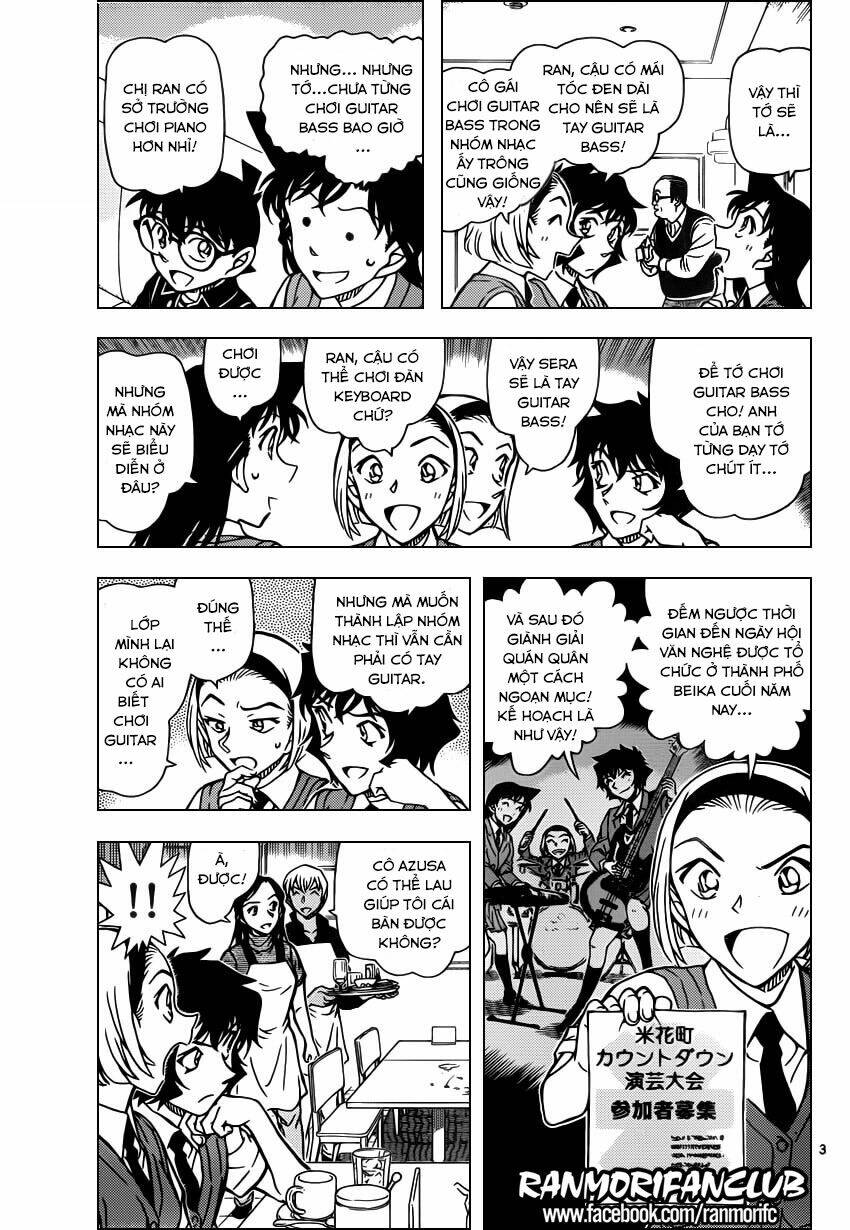 VẬY THÌ
TỚ SẼ
LÀ...
RAN, CẬU CÓ MÁI
TÓC ĐEN DÀI
CHO NÊN SẼ LÀ
TAY GUITAR
BASS!
CÔ GÁI
CHƠI GUITAR
BASS TRONG
NHÓM NHẠC
ẤY TRÔNG
CŨNG GIỐNG
VẬY!
NHƯNG... NHƯNG
TỚ...CHƯA TỪNG
CHƠI GUITAR
BASS BAO GIỜ
...
CHỊ RAN CÓ
SỞ TRƯỜNG
CHƠI PIANO
HƠN NHỈ!
ĐỂ TỚ CHƠI
GUITAR BASS
CHO! ANH
CỦA BẠN TỚ
TỪNG DẠY TỚ
CHÚT ÍT...
VẬY SERA
SẼ LÀ TAY
GUITAR
BASS!
RAN, CẬU CÓ
THỂ CHƠI ĐÀN
KEYBOARD
CHỨ?
CHƠI
ĐƯỢC
...
NHƯNG
MÀ NHÓM
NHẠC NÀY
SẼ BIỂU
DIỄN Ở
ĐÂU?
ĐẾM NGƯỢC THỜI
GIAN ĐẾN NGÀY HỘI
VĂN NGHỆ ĐƯỢC TỔ
CHỨC Ở THÀNH PHỐ
BEIKA CUỐI NĂM
NAY...
VÀ SAU ĐÓ
GIÀNH GIẢI
QUÁN QUÂN
MỘT CÁCH
NGOẠN MỤC!
KẾ HOẠCH LÀ
NHƯ VẬY!
米花町
カウントダウン
演芸大会
参加者募集
NHƯNG MÀ MUỐN
THÀNH LẬP NHÓM
NHẠC THÌ VẪN CẦN
PHẢI CÓ TAY
GUITAR.
ĐÚNG
THẾ
...
LỚP
MÌNH LẠI
KHÔNG
CÓ AI
BIẾT
CHƠI
GUITAR
...
CÔ AZUSA
CÓ THỂ LAU
GIÚP TÔI CÁI
BÀN ĐƯỢC
KHÔNG?
À,
ĐƯỢC!
!!
3
RANMORIFANCLUB
www.facebook.com/ranmorifc